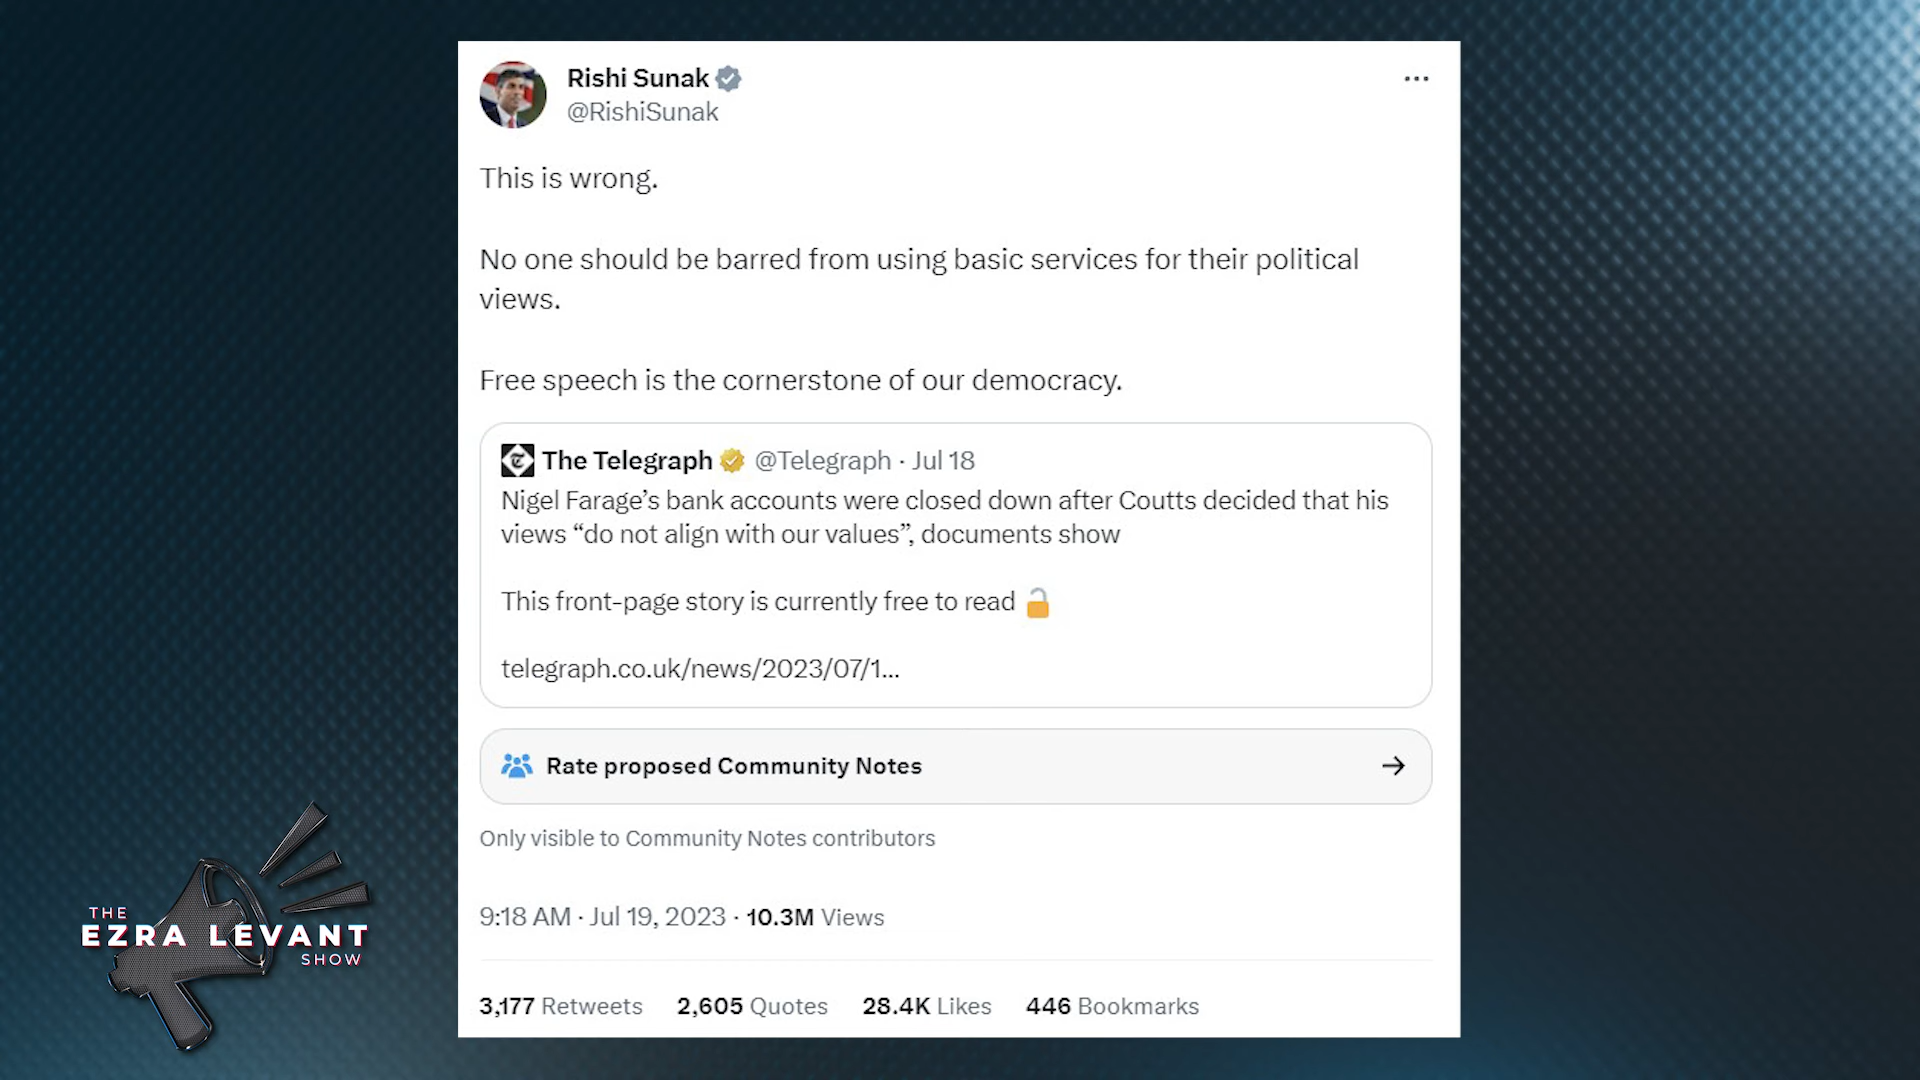 Rishi Sunak
@RishiSunak
This is wrong.
No one should be barred from using basic services for their political
views.
Free speech is the cornerstone of our democracy.
The Telegraph @Telegraph · Jul 18
Nigel Farage’s bank accounts were closed down after Coutts decided that his
views “do not align with our values”, documents show
This front-page story is currently free to read 🔓
telegraph.co.uk/news/2023/07/1...
Rate proposed Community Notes
Only visible to Community Notes contributors
9:18 AM · Jul 19, 2023 · 10.3M Views
3,177 Retweets 2,605 Quotes 28.4K Likes 446 Bookmarks
THE
EZRA LEVANT
SHOW